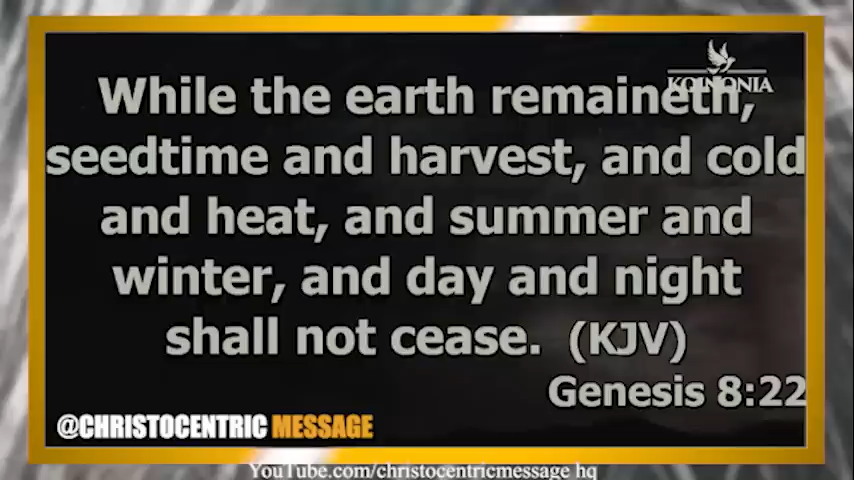 KOINONIA
While the earth remaineth,
seedtime and harvest, and cold
and heat, and summer and
winter, and day and night
shall not cease. (KJV)
Genesis 8:22
@CHRISTOCENTRIC MESSAGE
YouTube.com/christocentricmessage hq